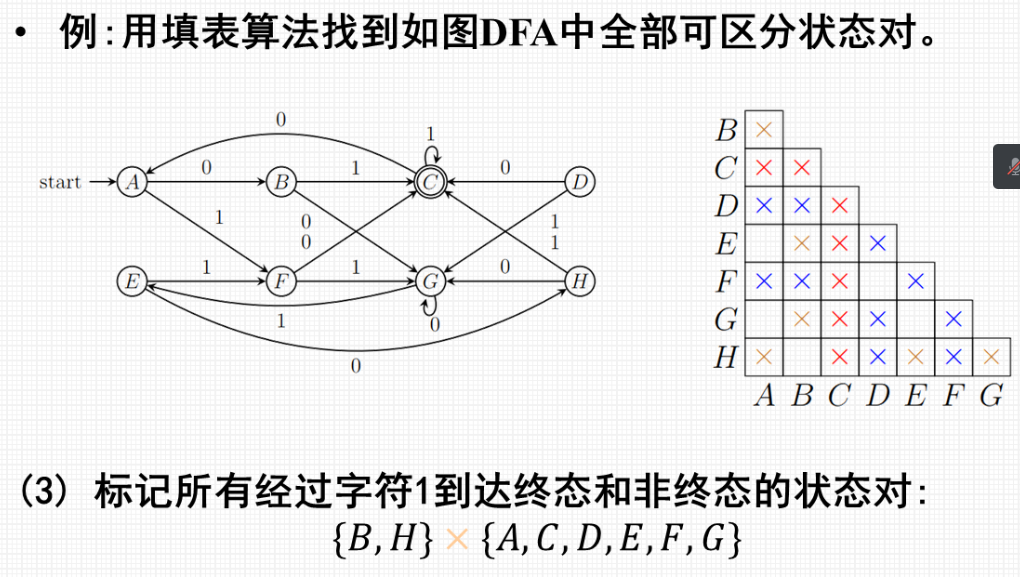 • 例:用填表算法找到如图DFA中全部可区分状态对。
0
1
start A 0 B 1 C 0 D
1 0 1
0 1
E 1 F 1 G 0 H
1 0
0
B ×
C × ×
D × × ×
E × × ×
F × × × ×
G × × × ×
H × × × × × ×
A B C D E F G
(3) 标记所有经过字符1到达终态和非终态的状态对:
{B,H} × {A,C,D,E,F,G}